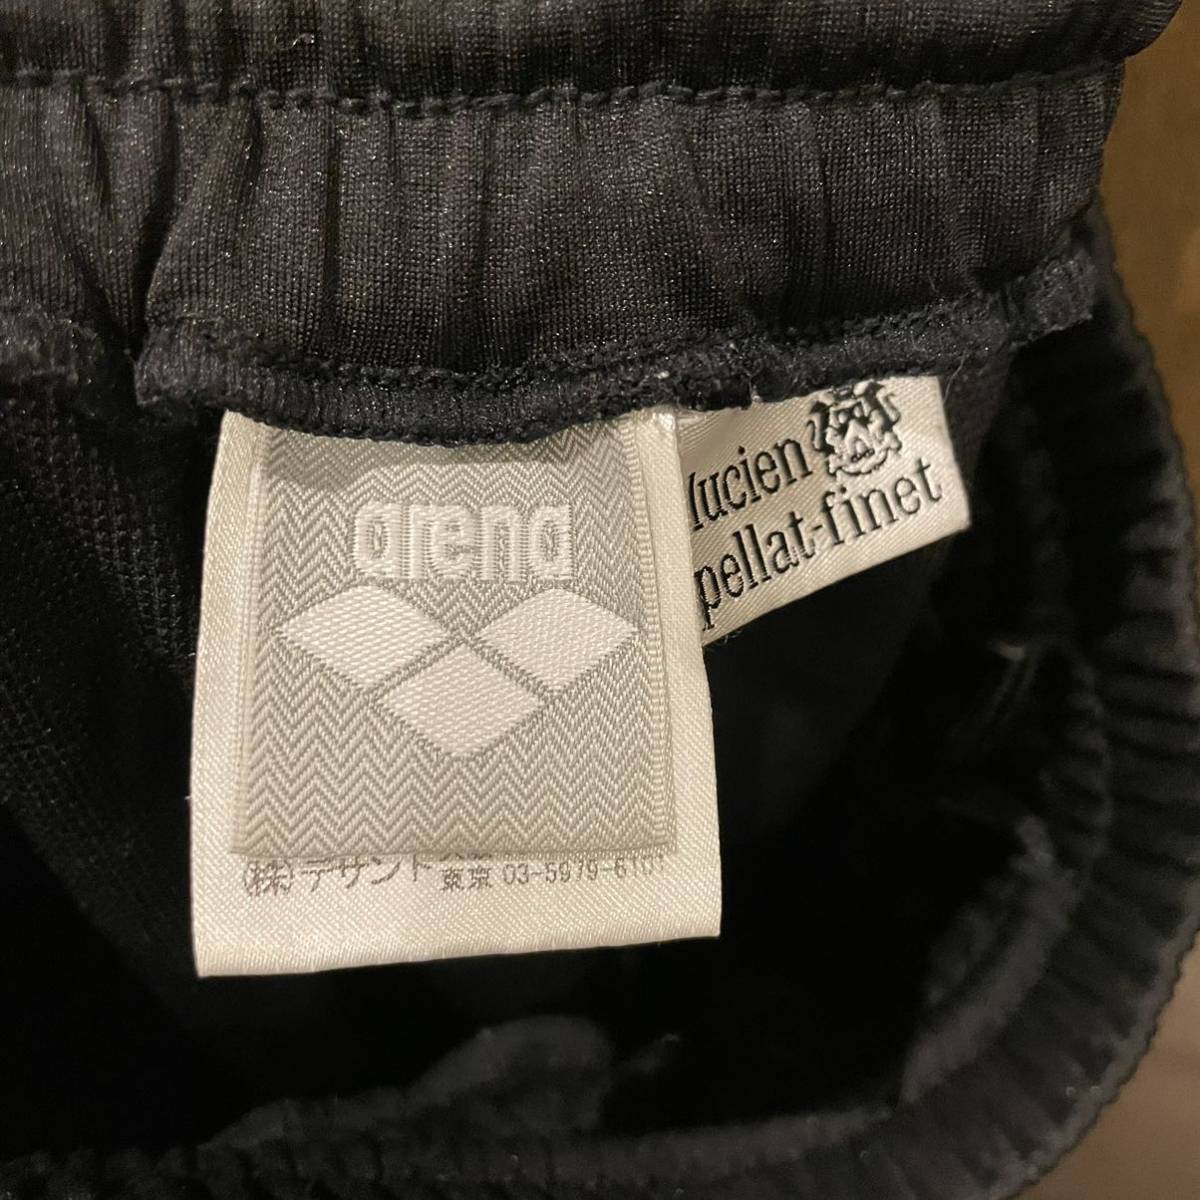 arena
lucien
pellat-finet
(株)デサント 東京 03-5979-6101